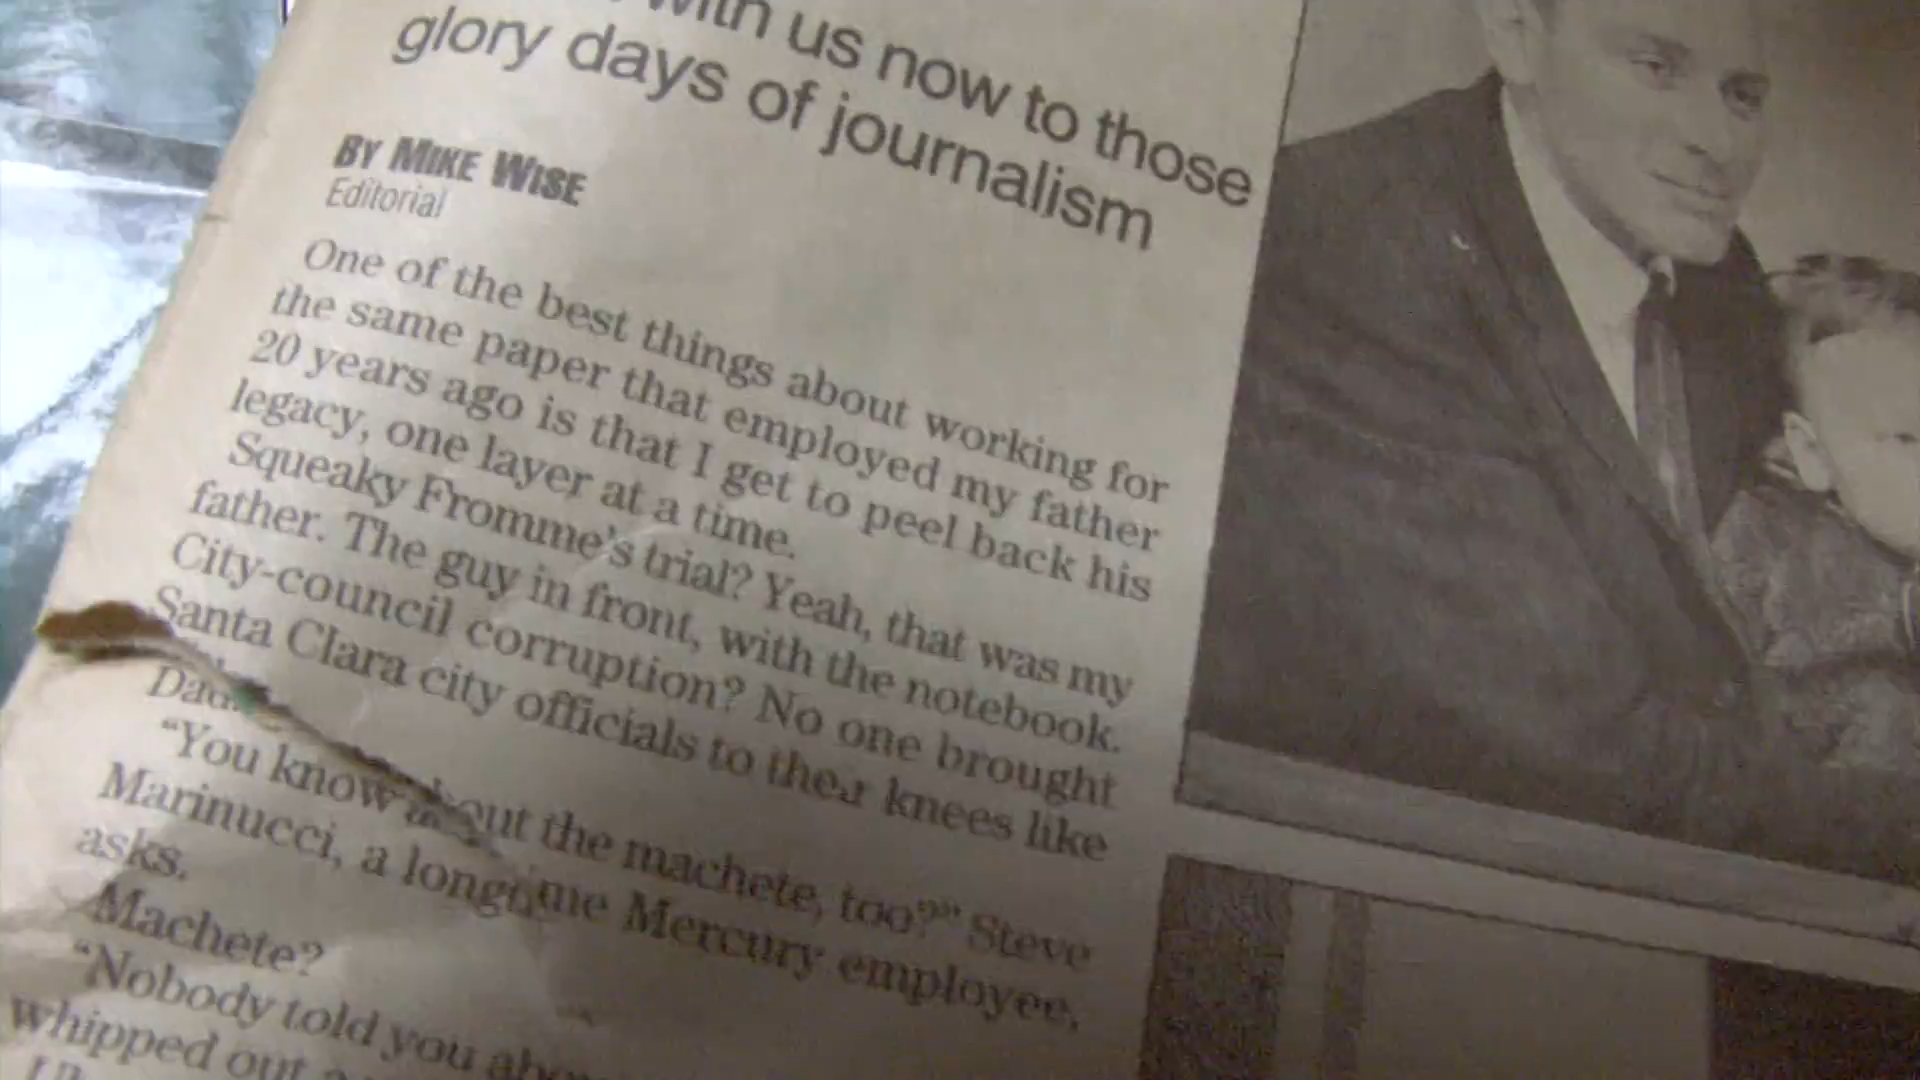 with us now to those
glory days of journalism
BY MIKE WISE
Editorial
One of the best things about working for
the same paper that employed my father
20 years ago is that I get to peel back his
legacy, one layer at a time.
Squeaky Fromme's trial? Yeah, that was my
father. The guy in front, with the notebook.
City-council corruption? No one brought
Santa Clara city officials to their knees like
Dad.
"You know about the machete, too?" Steve
Marinucci, a longtime Mercury employee,
asks.
Machete?
"Nobody told you
whipped out